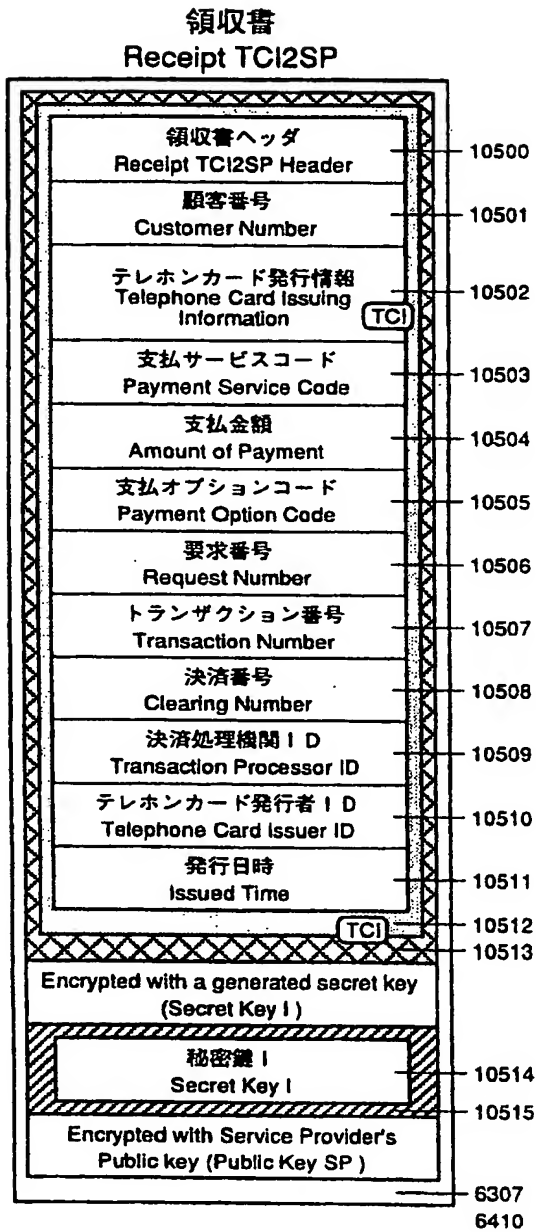 領収書
Receipt TCI2SP
領収書ヘッダ
Receipt TCI2SP Header
10500
顧客番号
Customer Number
10501
テレホンカード発行情報
Telephone Card Issuing
Information
TCI
10502
支払サービスコード
Payment Service Code
10503
支払金額
Amount of Payment
10504
支払オプションコード
Payment Option Code
10505
要求番号
Request Number
10506
トランザクション番号
Transaction Number
10507
決済番号
Clearing Number
10508
決済処理機関ID
Transaction Processor ID
10509
テレホンカード発行者ID
Telephone Card Issuer ID
10510
発行日時
Issued Time
10511
TCI
10512
10513
Encrypted with a generated secret key
(Secret Key I)
秘密鍵 I
Secret Key I
10514
10515
Encrypted with Service Provider's
Public key (Public Key SP)
6307
6410